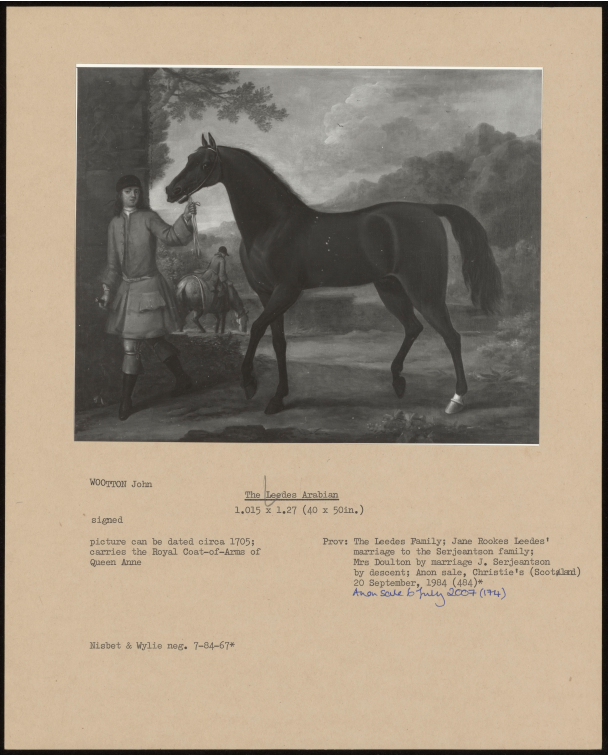 WOOTTON John
The Leedes Arabian
1.015 x 1.27 (40 x 50in.)
signed
picture can be dated circa 1705;
carries the Royal Coat-of-Arms of
Queen Anne
Prov: The Leedes Family; Jane Rookes Leedes'
marriage to the Serjeantson family;
Mrs Doulton by marriage J. Serjeantson
by descent; Anon sale, Christie's (Scotland)
20 September, 1984 (484)*
Anon sale 6 July 2007 (174)
Nisbet & Wylie neg. 7-84-67*